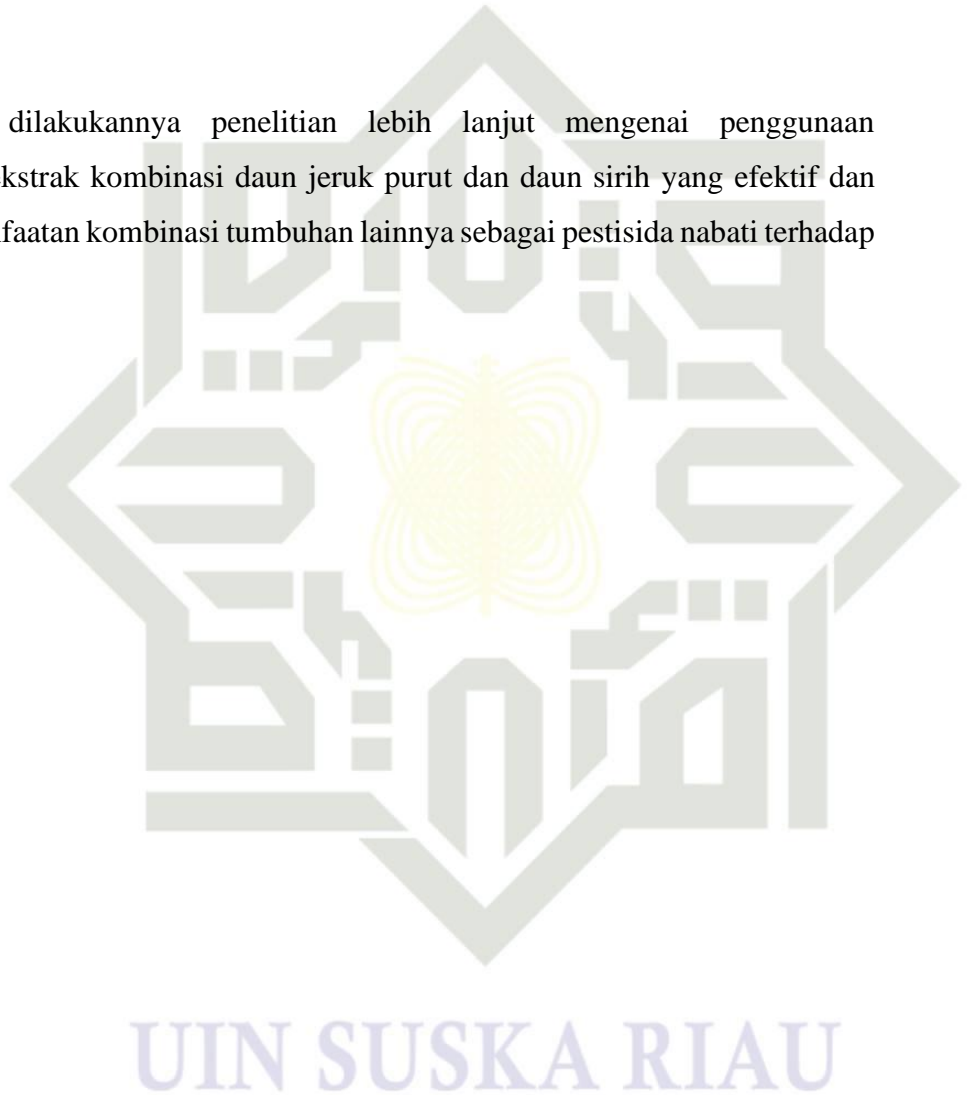 dilakukannya penelitian lebih lanjut mengenai penggunaan
kstrak kombinasi daun jeruk purut dan daun sirih yang efektif dan
faatan kombinasi tumbuhan lainnya sebagai pestisida nabati terhadap
UIN SUSKA RIAU